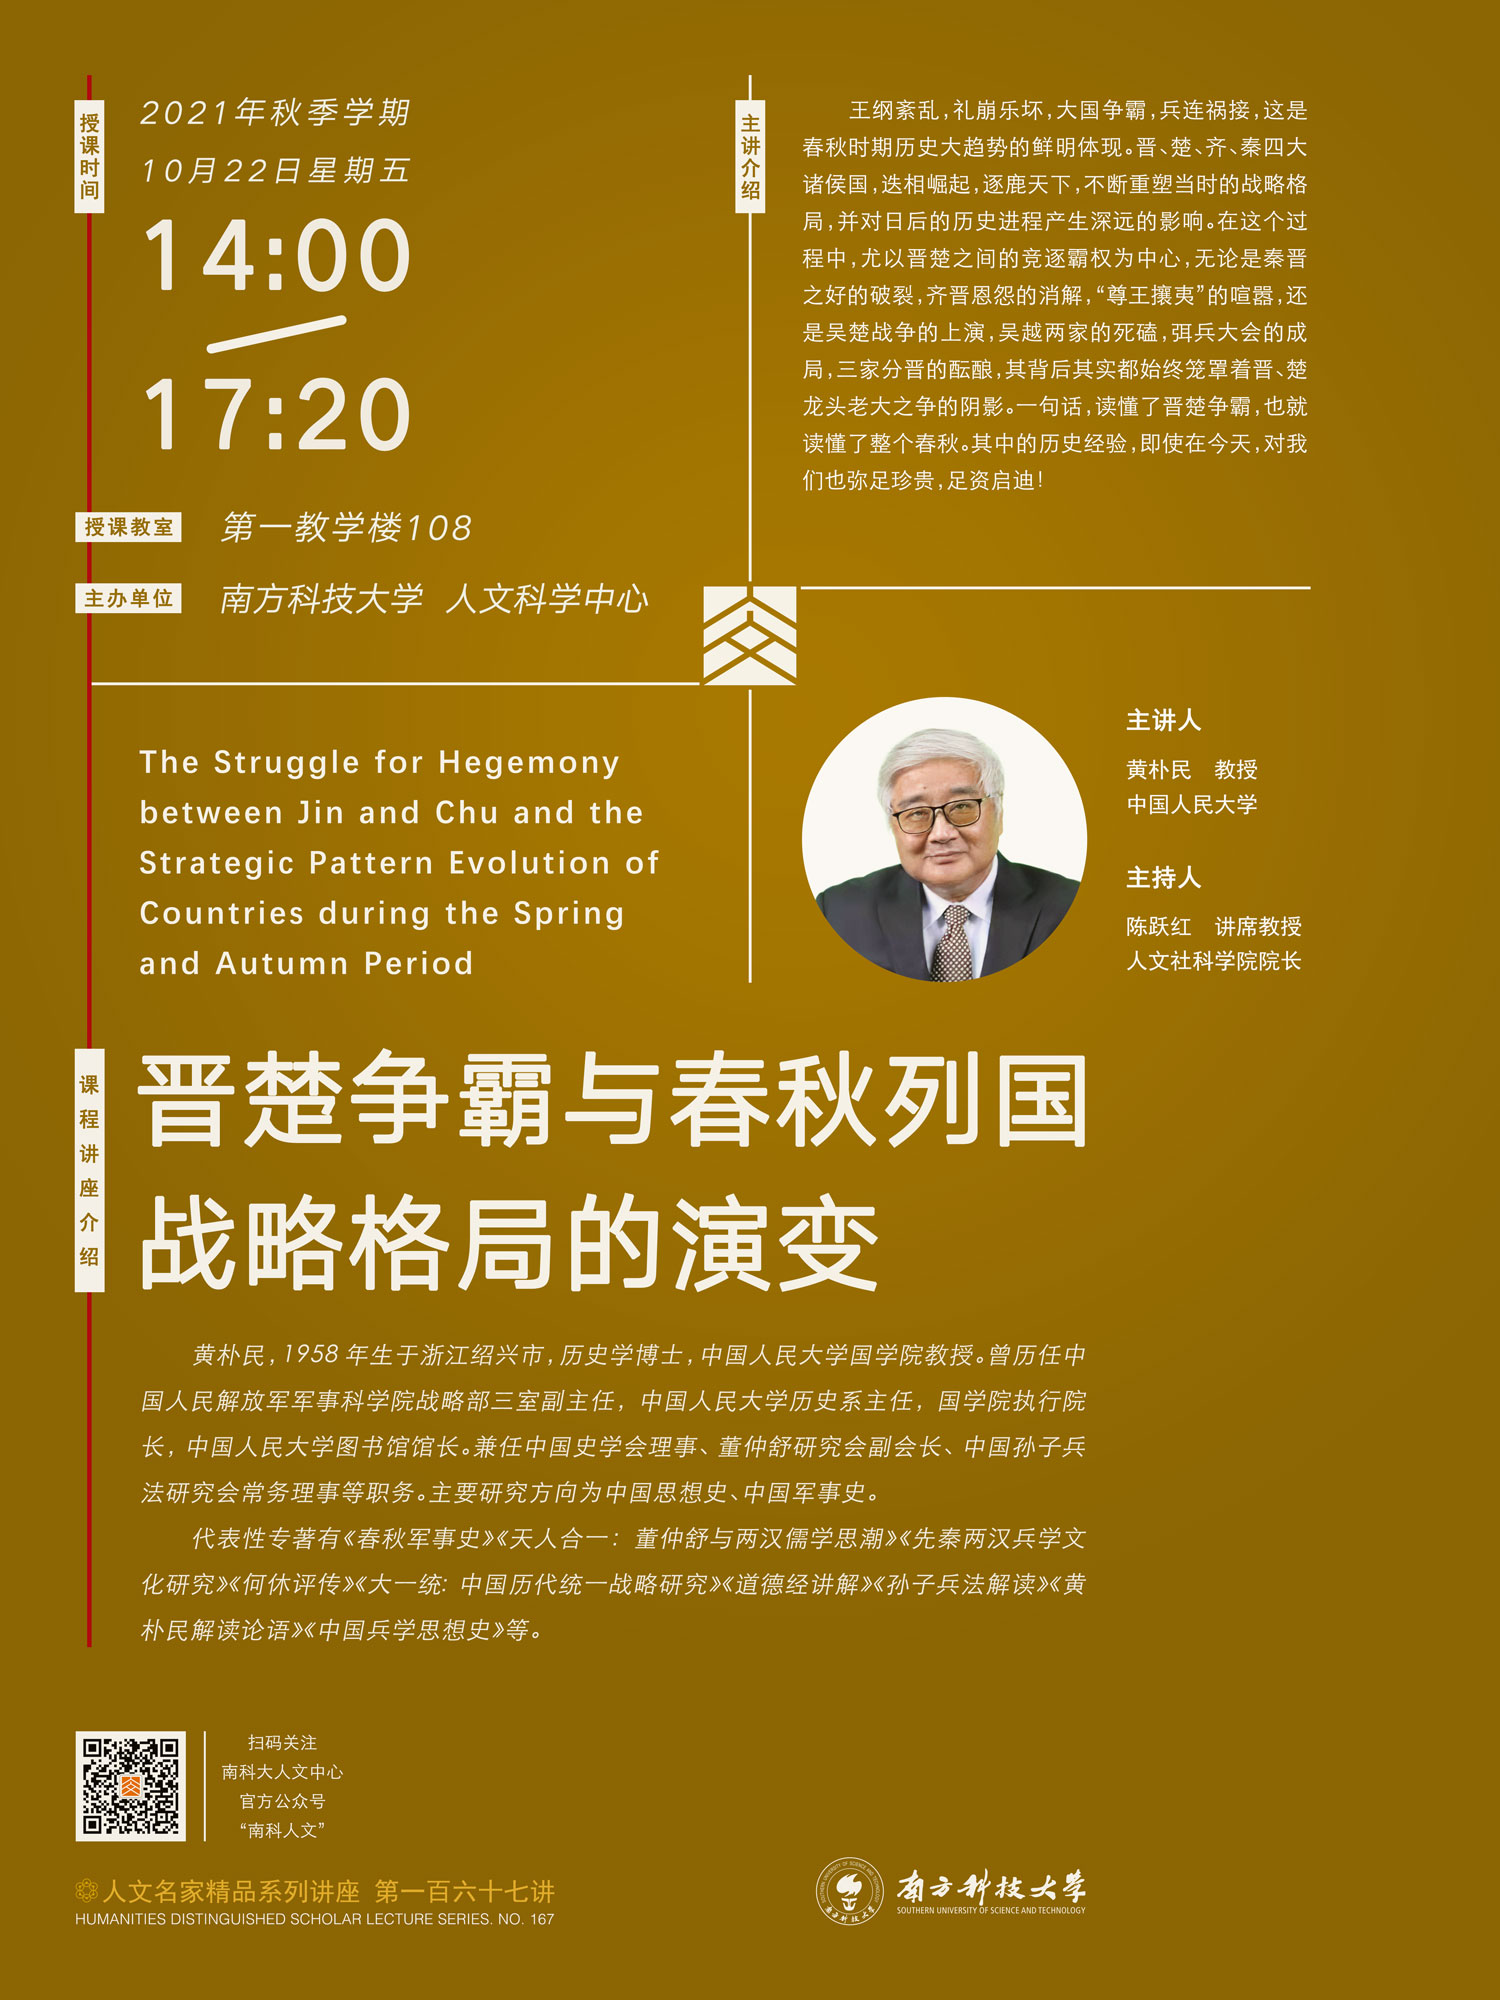 授课时间
2021年秋季学期
10月22日星期五
14:00
17:20
授课教室
第一教学楼108
主办单位
南方科技大学 人文科学中心
主讲介绍
王纲紊乱,礼崩乐坏,大国争霸,兵连祸接,这是
春秋时期历史大趋势的鲜明体现。晋、楚、齐、秦四大
诸侯国,迭相崛起,逐鹿天下,不断重塑当时的战略格
局,并对日后的历史进程产生深远的影响。在这个过
程中,尤以晋楚之间的竞逐霸权为中心,无论是秦晋
之好的破裂,齐晋恩怨的消解,“尊王攘夷”的喧嚣,还
是吴楚战争的上演,吴越两家的死磕,弭兵大会的成
局,三家分晋的酝酿,其背后其实都始终笼罩着晋、楚
龙头老大之争的阴影。一句话,读懂了晋楚争霸,也就
读懂了整个春秋。其中的历史经验,即使在今天,对我
们也弥足珍贵,足资启迪!
The Struggle for Hegemony
between Jin and Chu and the
Strategic Pattern Evolution of
Countries during the Spring
and Autumn Period
主讲人
黄朴民 教授
中国人民大学
主持人
陈跃红 讲席教授
人文社科学院院长
课程讲座介绍
晋楚争霸与春秋列国
战略格局的演变
黄朴民,1958年生于浙江绍兴市,历史学博士,中国人民大学国学院教授。曾历任中
国人民解放军军事科学院战略部三室副主任,中国人民大学历史系主任,国学院执行院
长,中国人民大学图书馆馆长。兼任中国史学会理事、董仲舒研究会副会长、中国孙子兵
法研究会常务理事等职务。主要研究方向为中国思想史、中国军事史。
代表性专著有《春秋军事史》《天人合一:董仲舒与两汉儒学思潮》《先秦两汉兵学文
化研究》《何休评传》《大一统:中国历代统一战略研究》《道德经讲解》《孙子兵法解读》《黄
朴民解读论语》《中国兵学思想史》等。
扫码关注
南科大人文中心
官方公众号
“南科人文”
人文名家精品系列讲座 第一百六十七讲
HUMANITIES DISTINGUISHED SCHOLAR LECTURE SERIES. NO. 167
南方科技大学
SOUTHERN UNIVERSITY OF SCIENCE AND TECHNOLOGY